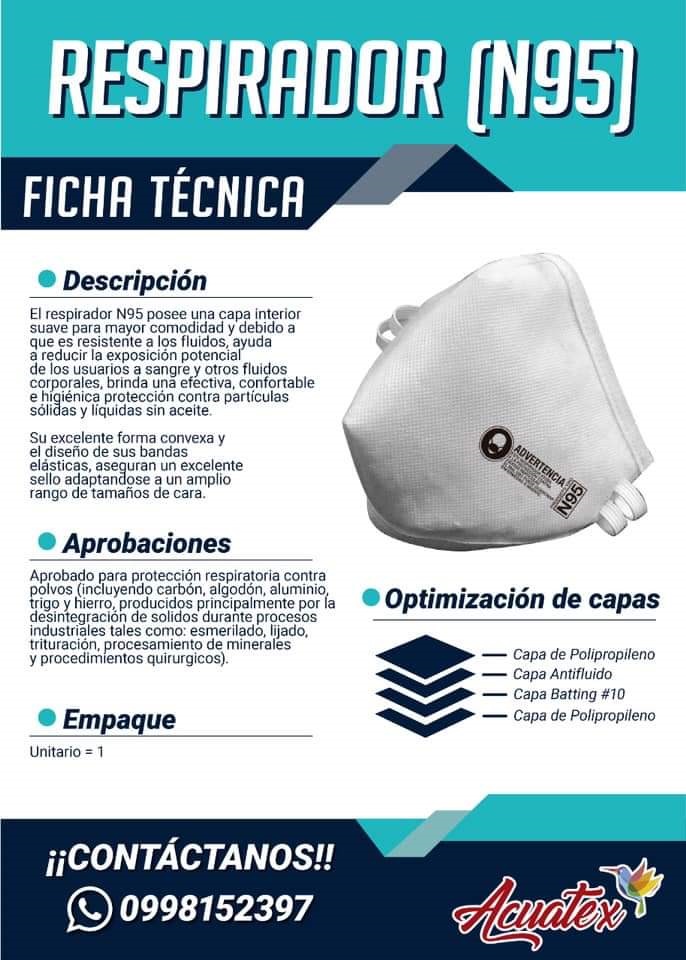 RESPIRADOR (N95)
FICHA TÉCNICA
Descripción
El respirador N95 posee una capa interior
suave para mayor comodidad y debido a
que es resistente a los fluidos, ayuda
a reducir la exposición potencial
de los usuarios a sangre y otros fluidos
corporales, brinda una efectiva, confortable
e higiénica protección contra partículas
sólidas y líquidas sin aceite.
Su excelente forma convexa y
el diseño de sus bandas
elásticas, aseguran un excelente
sello adaptandose a un amplio
rango de tamaños de cara.
ADVERTENCIA
N95
Aprobaciones
Aprobado para protección respiratoria contra
polvos (incluyendo carbón, algodón, aluminio,
trigo y hierro, producidos principalmente por la
desintegración de solidos durante procesos
industriales tales como: esmerilado, lijado,
trituración, procesamiento de minerales
y procedimientos quirurgicos).
Optimización de capas
Capa de Polipropileno
Capa Antifluido
Capa Batting #10
Capa de Polipropileno
Empaque
Unitario = 1
¡¡CONTÁCTANOS!!
0998152397
Acuatex